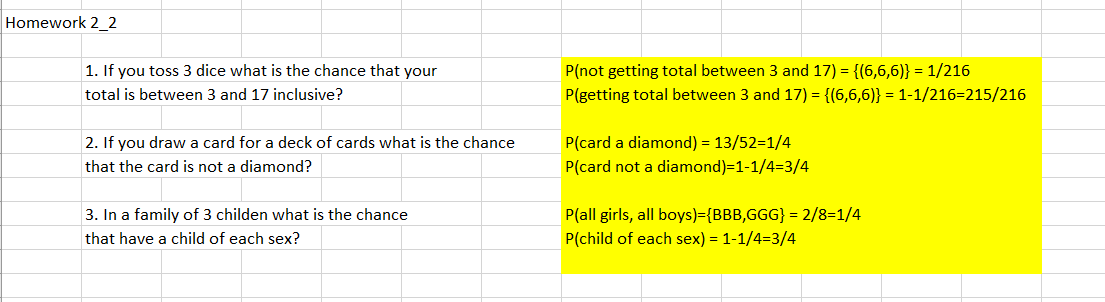 Homework 2_2
1. If you toss 3 dice what is the chance that your
total is between 3 and 17 inclusive?
P(not getting total between 3 and 17) = {(6,6,6)} = 1/216
P(getting total between 3 and 17) = {(6,6,6)} = 1-1/216=215/216
2. If you draw a card for a deck of cards what is the chance
that the card is not a diamond?
P(card a diamond) = 13/52=1/4
P(card not a diamond)=1-1/4=3/4
3. In a family of 3 childen what is the chance
that have a child of each sex?
P(all girls, all boys)={BBB,GGG} = 2/8=1/4
P(child of each sex) = 1-1/4=3/4